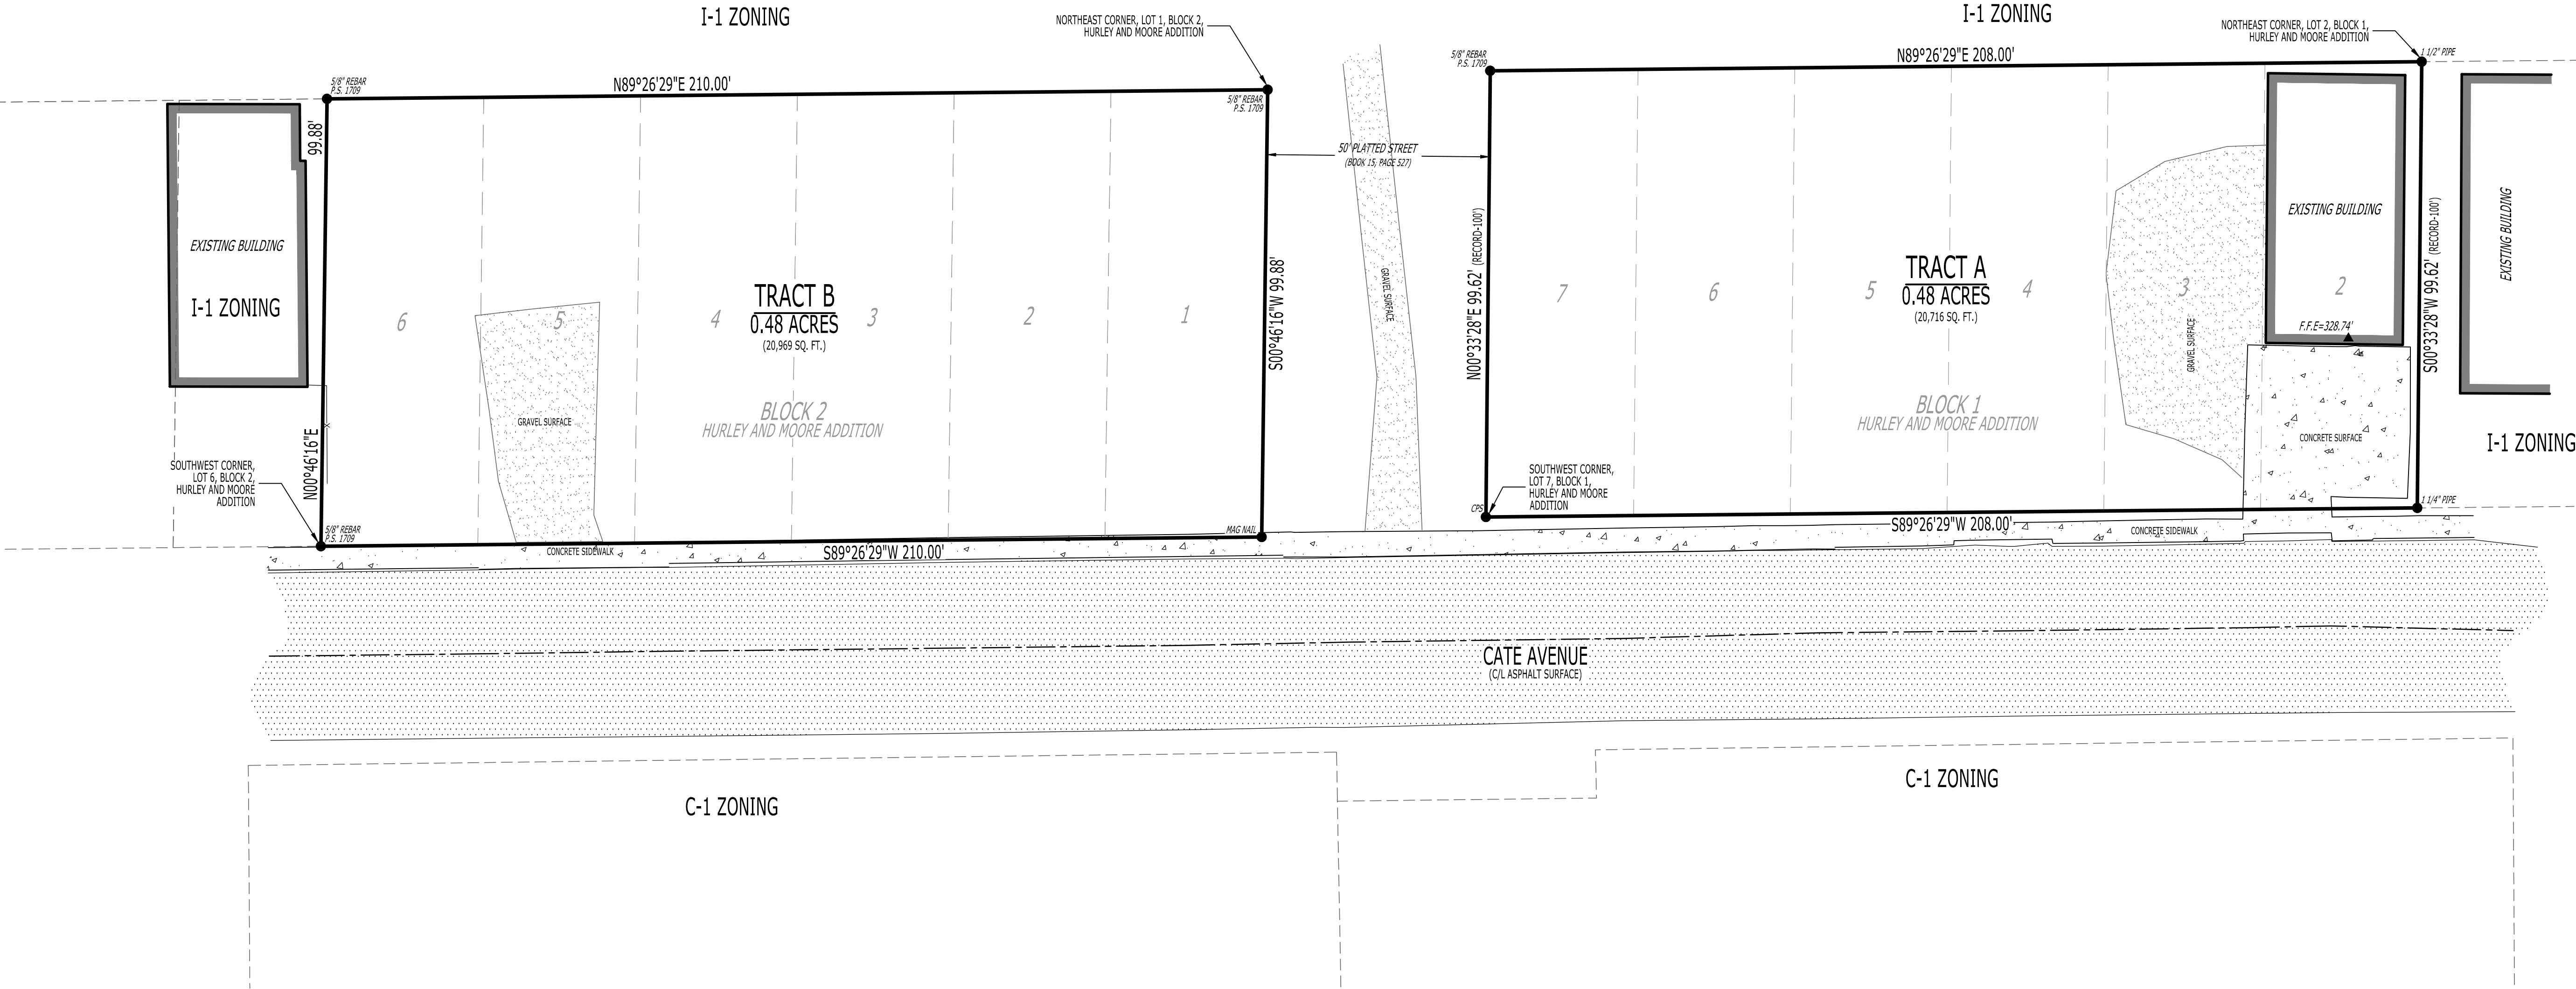 I-1 ZONING
I-1 ZONING
NORTHEAST CORNER, LOT 1, BLOCK 2,
HURLEY AND MOORE ADDITION
NORTHEAST CORNER, LOT 2, BLOCK 1,
HURLEY AND MOORE ADDITION
5/8" REBAR
P.S. 1709
N89°26'29"E 210.00'
5/8" REBAR
P.S. 1709
5/8" REBAR
P.S. 1709
N89°26'29"E 208.00'
1 1/2" PIPE
99.88'
N00°46'16"E
EXISTING BUILDING
I-1 ZONING
SOUTHWEST CORNER,
LOT 6, BLOCK 2,
HURLEY AND MOORE
ADDITION
5/8" REBAR
P.S. 1709
X
6
5
4
3
2
1
TRACT B
0.48 ACRES
(20,969 SQ. FT.)
BLOCK 2
HURLEY AND MOORE ADDITION
GRAVEL SURFACE
S00°46'16"W 99.88'
MAG NAIL
CONCRETE SIDEWALK
S89°26'29"W 210.00'
50' PLATTED STREET
(BOOK 15, PAGE 527)
GRAVEL SURFACE
N00°33'28"E 99.62' (RECORD-100')
7
6
5
4
3
2
TRACT A
0.48 ACRES
(20,716 SQ. FT.)
BLOCK 1
HURLEY AND MOORE ADDITION
GRAVEL SURFACE
EXISTING BUILDING
F.F.E=328.74'
CONCRETE SURFACE
S00°33'28"W 99.62' (RECORD-100')
EXISTING BUILDING
I-1 ZONING
SOUTHWEST CORNER,
LOT 7, BLOCK 1,
HURLEY AND MOORE
ADDITION
CPS
1 1/4" PIPE
S89°26'29"W 208.00'
CONCRETE SIDEWALK
CATE AVENUE
(C/L ASPHALT SURFACE)
C-1 ZONING
C-1 ZONING